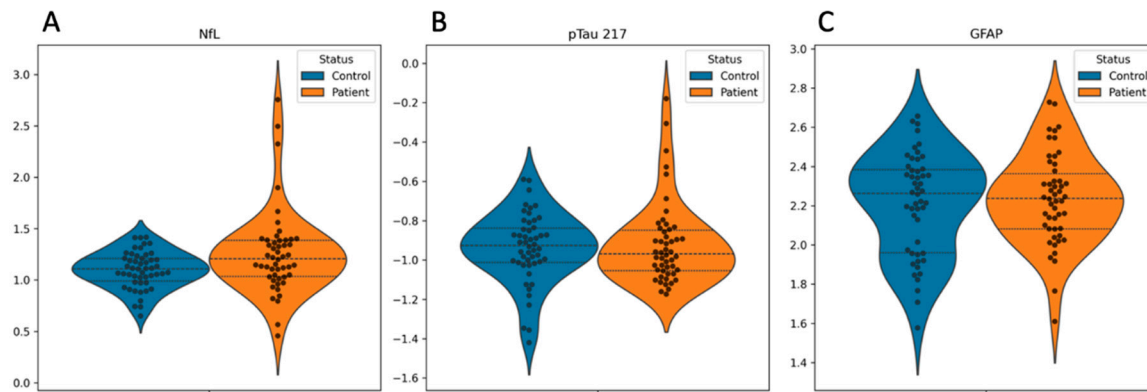 A
NfL
Status
Control
Patient
3.0
2.5
2.0
1.5
1.0
0.5
0.0
B
pTau 217
Status
Control
Patient
0.0
−0.2
−0.4
−0.6
−0.8
−1.0
−1.2
−1.4
−1.6
C
GFAP
Status
Control
Patient
3.0
2.8
2.6
2.4
2.2
2.0
1.8
1.6
1.4